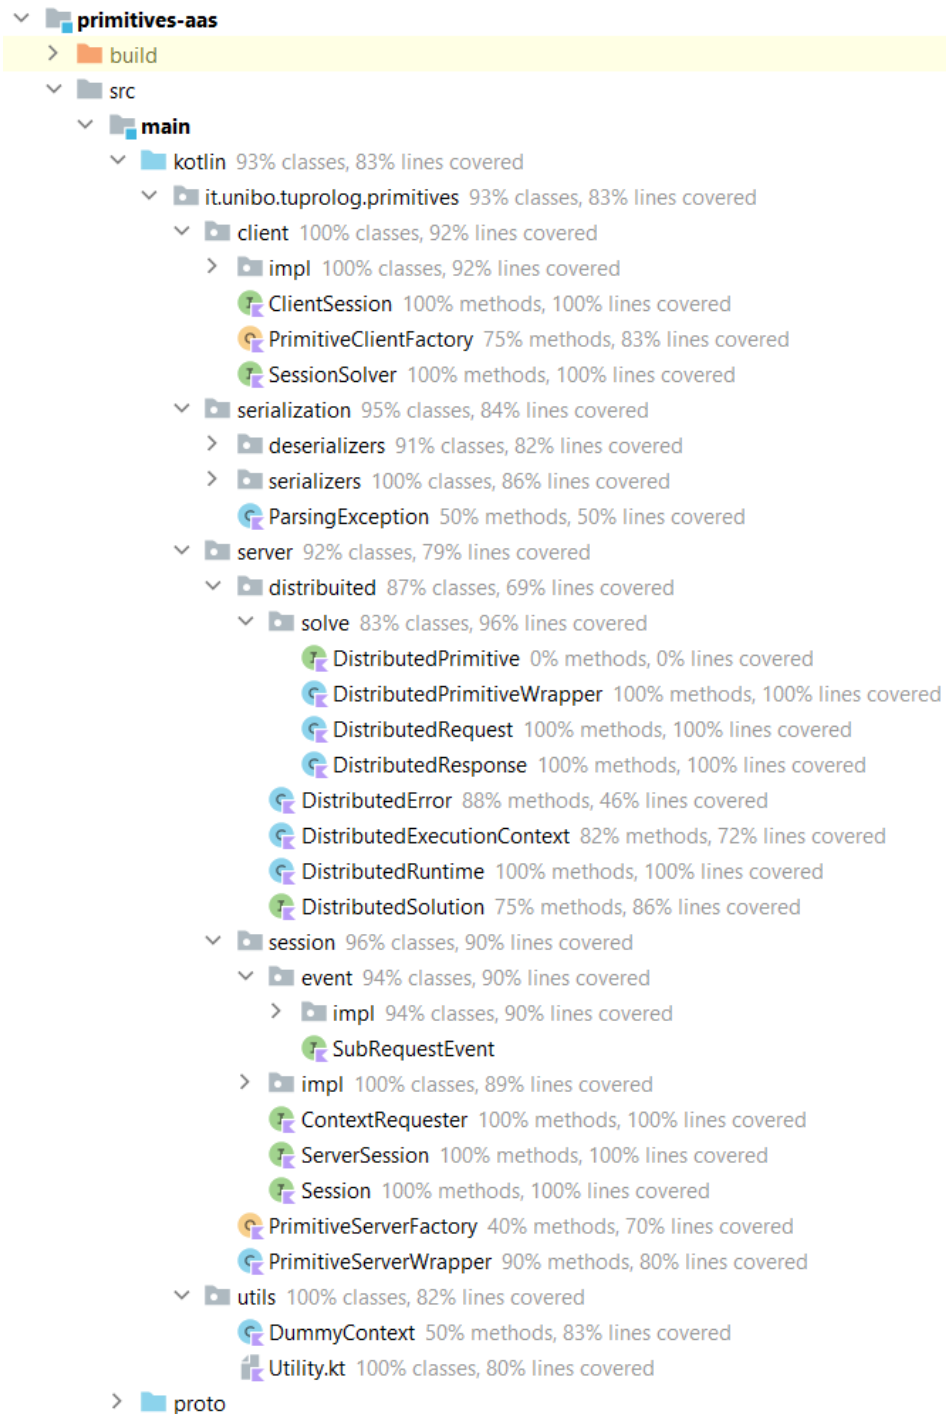 primitives-aas
build
src
main
kotlin 93% classes, 83% lines covered
it.unibo.tuprolog.primitives 93% classes, 83% lines covered
client 100% classes, 92% lines covered
impl 100% classes, 92% lines covered
ClientSession 100% methods, 100% lines covered
PrimitiveClientFactory 75% methods, 83% lines covered
SessionSolver 100% methods, 100% lines covered
serialization 95% classes, 84% lines covered
deserializers 91% classes, 82% lines covered
serializers 100% classes, 86% lines covered
ParsingException 50% methods, 50% lines covered
server 92% classes, 79% lines covered
distribuited 87% classes, 69% lines covered
solve 83% classes, 96% lines covered
DistributedPrimitive 0% methods, 0% lines covered
DistributedPrimitiveWrapper 100% methods, 100% lines covered
DistributedRequest 100% methods, 100% lines covered
DistributedResponse 100% methods, 100% lines covered
DistributedError 88% methods, 46% lines covered
DistributedExecutionContext 82% methods, 72% lines covered
DistributedRuntime 100% methods, 100% lines covered
DistributedSolution 75% methods, 86% lines covered
session 96% classes, 90% lines covered
event 94% classes, 90% lines covered
impl 94% classes, 90% lines covered
SubRequestEvent
impl 100% classes, 89% lines covered
ContextRequester 100% methods, 100% lines covered
ServerSession 100% methods, 100% lines covered
Session 100% methods, 100% lines covered
PrimitiveServerFactory 40% methods, 70% lines covered
PrimitiveServerWrapper 90% methods, 80% lines covered
utils 100% classes, 82% lines covered
DummyContext 50% methods, 83% lines covered
Utility.kt 100% classes, 80% lines covered
proto